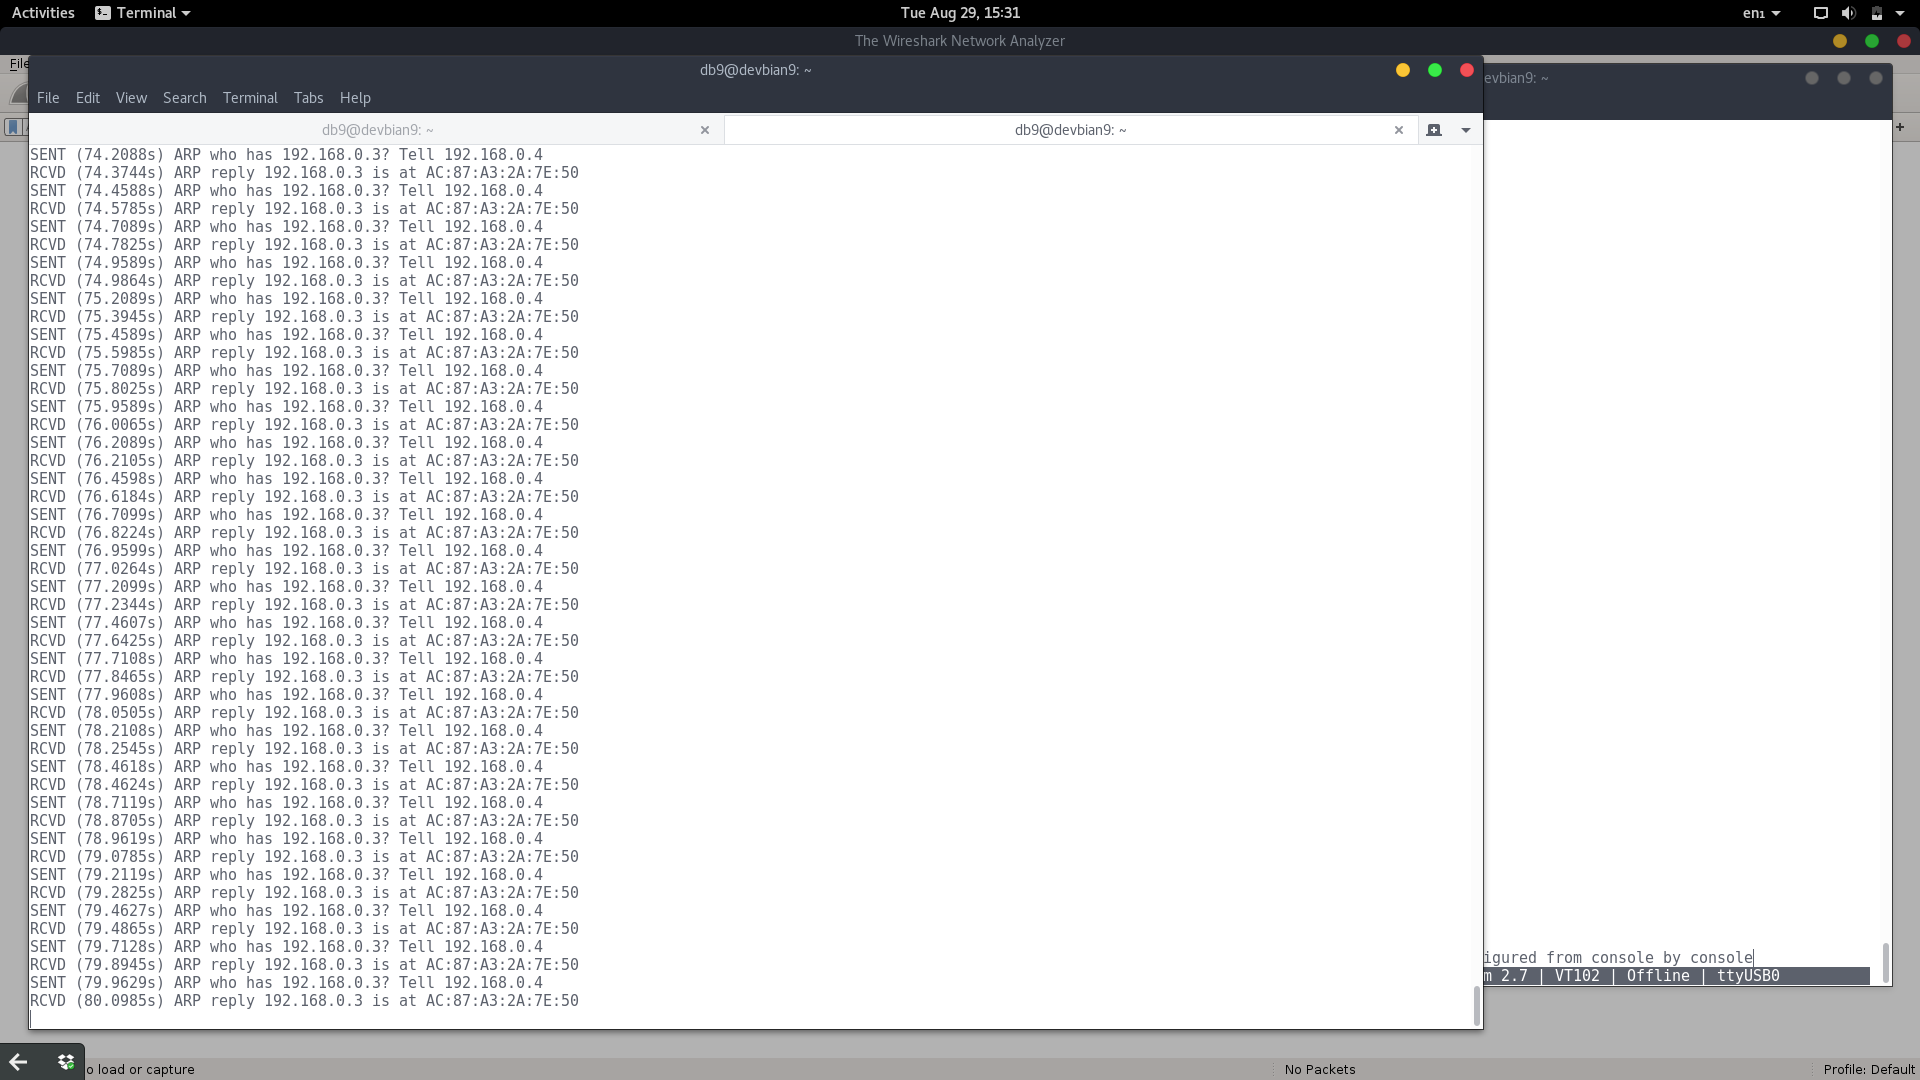 Activities Terminal Tue Aug 29, 15:31 en₁
The Wireshark Network Analyzer
File
db9@devbian9: ~
evbian9: ~
File Edit View Search Terminal Tabs Help
db9@devbian9: ~ × db9@devbian9: ~ ×
SENT (74.2088s) ARP who has 192.168.0.3? Tell 192.168.0.4
RCVD (74.3744s) ARP reply 192.168.0.3 is at AC:87:A3:2A:7E:50
SENT (74.4588s) ARP who has 192.168.0.3? Tell 192.168.0.4
RCVD (74.5785s) ARP reply 192.168.0.3 is at AC:87:A3:2A:7E:50
SENT (74.7089s) ARP who has 192.168.0.3? Tell 192.168.0.4
RCVD (74.7825s) ARP reply 192.168.0.3 is at AC:87:A3:2A:7E:50
SENT (74.9589s) ARP who has 192.168.0.3? Tell 192.168.0.4
RCVD (74.9864s) ARP reply 192.168.0.3 is at AC:87:A3:2A:7E:50
SENT (75.2089s) ARP who has 192.168.0.3? Tell 192.168.0.4
RCVD (75.3945s) ARP reply 192.168.0.3 is at AC:87:A3:2A:7E:50
SENT (75.4589s) ARP who has 192.168.0.3? Tell 192.168.0.4
RCVD (75.5985s) ARP reply 192.168.0.3 is at AC:87:A3:2A:7E:50
SENT (75.7089s) ARP who has 192.168.0.3? Tell 192.168.0.4
RCVD (75.8025s) ARP reply 192.168.0.3 is at AC:87:A3:2A:7E:50
SENT (75.9589s) ARP who has 192.168.0.3? Tell 192.168.0.4
RCVD (76.0065s) ARP reply 192.168.0.3 is at AC:87:A3:2A:7E:50
SENT (76.2089s) ARP who has 192.168.0.3? Tell 192.168.0.4
RCVD (76.2105s) ARP reply 192.168.0.3 is at AC:87:A3:2A:7E:50
SENT (76.4598s) ARP who has 192.168.0.3? Tell 192.168.0.4
RCVD (76.6184s) ARP reply 192.168.0.3 is at AC:87:A3:2A:7E:50
SENT (76.7099s) ARP who has 192.168.0.3? Tell 192.168.0.4
RCVD (76.8224s) ARP reply 192.168.0.3 is at AC:87:A3:2A:7E:50
SENT (76.9599s) ARP who has 192.168.0.3? Tell 192.168.0.4
RCVD (77.0264s) ARP reply 192.168.0.3 is at AC:87:A3:2A:7E:50
SENT (77.2099s) ARP who has 192.168.0.3? Tell 192.168.0.4
RCVD (77.2344s) ARP reply 192.168.0.3 is at AC:87:A3:2A:7E:50
SENT (77.4607s) ARP who has 192.168.0.3? Tell 192.168.0.4
RCVD (77.6425s) ARP reply 192.168.0.3 is at AC:87:A3:2A:7E:50
SENT (77.7108s) ARP who has 192.168.0.3? Tell 192.168.0.4
RCVD (77.8465s) ARP reply 192.168.0.3 is at AC:87:A3:2A:7E:50
SENT (77.9608s) ARP who has 192.168.0.3? Tell 192.168.0.4
RCVD (78.0505s) ARP reply 192.168.0.3 is at AC:87:A3:2A:7E:50
SENT (78.2108s) ARP who has 192.168.0.3? Tell 192.168.0.4
RCVD (78.2545s) ARP reply 192.168.0.3 is at AC:87:A3:2A:7E:50
SENT (78.4618s) ARP who has 192.168.0.3? Tell 192.168.0.4
RCVD (78.4624s) ARP reply 192.168.0.3 is at AC:87:A3:2A:7E:50
SENT (78.7119s) ARP who has 192.168.0.3? Tell 192.168.0.4
RCVD (78.8705s) ARP reply 192.168.0.3 is at AC:87:A3:2A:7E:50
SENT (78.9619s) ARP who has 192.168.0.3? Tell 192.168.0.4
RCVD (79.0785s) ARP reply 192.168.0.3 is at AC:87:A3:2A:7E:50
SENT (79.2119s) ARP who has 192.168.0.3? Tell 192.168.0.4
RCVD (79.2825s) ARP reply 192.168.0.3 is at AC:87:A3:2A:7E:50
SENT (79.4627s) ARP who has 192.168.0.3? Tell 192.168.0.4
RCVD (79.4865s) ARP reply 192.168.0.3 is at AC:87:A3:2A:7E:50
SENT (79.7128s) ARP who has 192.168.0.3? Tell 192.168.0.4
RCVD (79.8945s) ARP reply 192.168.0.3 is at AC:87:A3:2A:7E:50
SENT (79.9629s) ARP who has 192.168.0.3? Tell 192.168.0.4
RCVD (80.0985s) ARP reply 192.168.0.3 is at AC:87:A3:2A:7E:50
igured from console by console
m 2.7 | VT102 | Offline | ttyUSB0
o load or capture No Packets Profile: Default